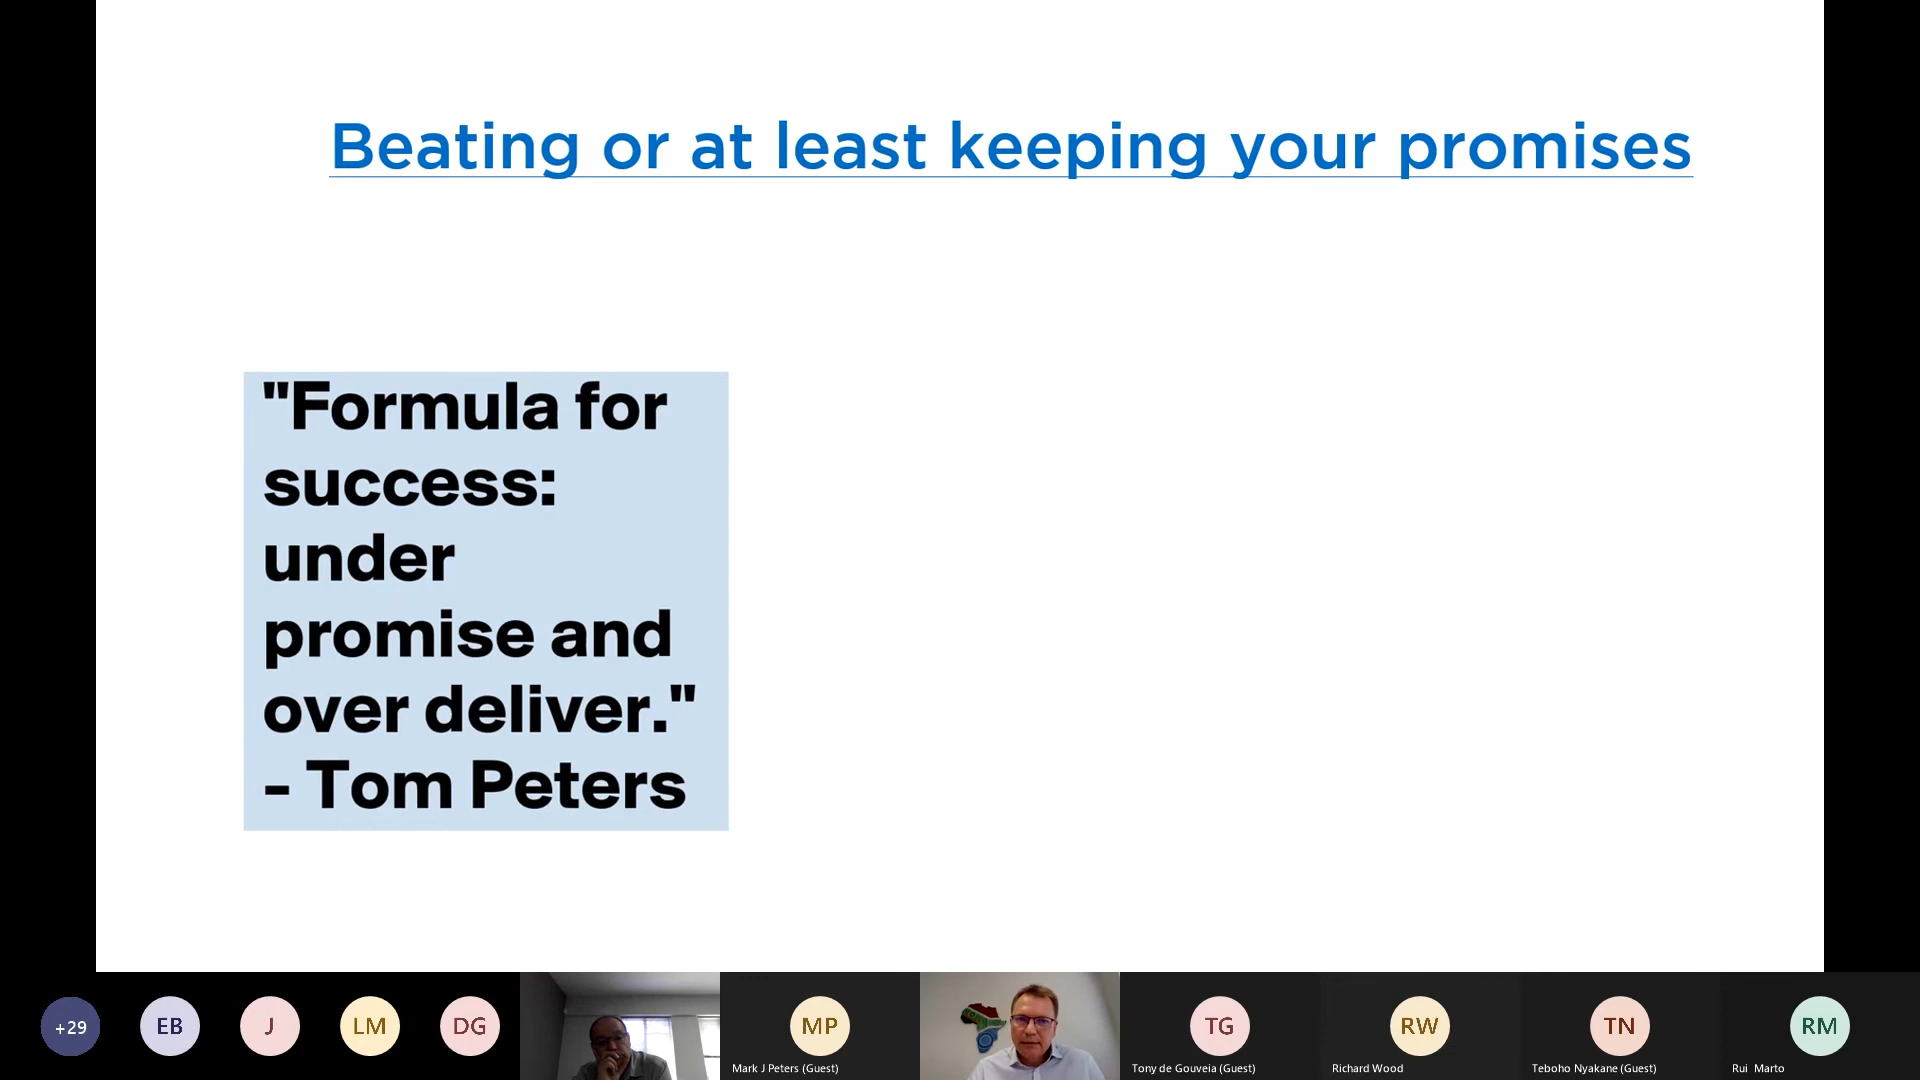 Beating or at least keeping your promises
"Formula for
success:
under
promise and
over deliver."
- Tom Peters
+29
EB
J
LM
DG
MP
Mark J Peters (Guest)
TG
Tony de Gouveia (Guest)
RW
Richard Wood
TN
Teboho Nyakane (Guest)
RM
Rui Marto